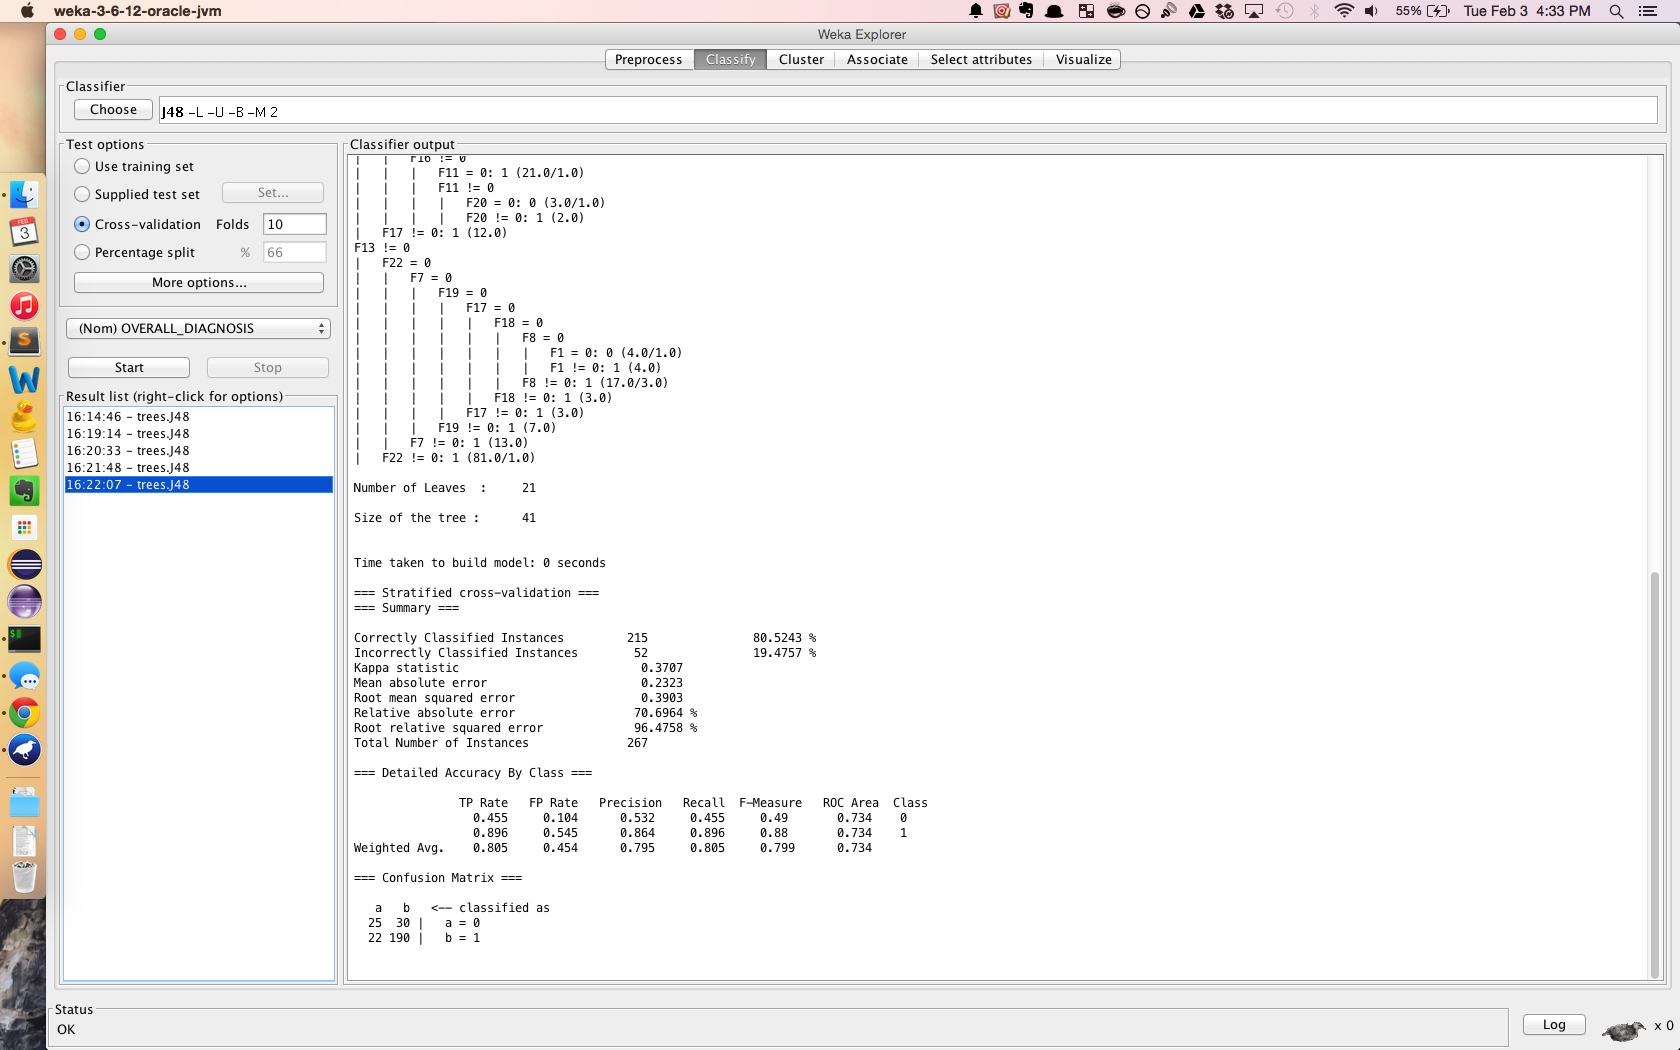 weka-3-6-12-oracle-jvm
55%
Tue Feb 3 4:33 PM
Weka Explorer
Preprocess Classify Cluster Associate Select attributes Visualize
Classifier
Choose J48 -L -U -B -M 2
Test options
Use training set
Supplied test set Set...
Cross-validation Folds 10
Percentage split % 66
More options...
(Nom) OVERALL_DIAGNOSIS
Start Stop
Result list (right-click for options)
16:14:46 - trees.J48
16:19:14 - trees.J48
16:20:33 - trees.J48
16:21:48 - trees.J48
16:22:07 - trees.J48
Classifier output
| | | F16 != 0
| | | F11 = 0: 1 (21.0/1.0)
| | | F11 != 0
| | | | F20 = 0: 0 (3.0/1.0)
| | | | F20 != 0: 1 (2.0)
| F17 != 0: 1 (12.0)
F13 != 0
| F22 = 0
| | F7 = 0
| | | F19 = 0
| | | | F17 = 0
| | | | | F18 = 0
| | | | | | F8 = 0
| | | | | | | F1 = 0: 0 (4.0/1.0)
| | | | | | | F1 != 0: 1 (4.0)
| | | | | | F8 != 0: 1 (17.0/3.0)
| | | | | F18 != 0: 1 (3.0)
| | | | F17 != 0: 1 (3.0)
| | | F19 != 0: 1 (7.0)
| | F7 != 0: 1 (13.0)
| F22 != 0: 1 (81.0/1.0)
Number of Leaves : 21
Size of the tree : 41
Time taken to build model: 0 seconds
=== Stratified cross-validation ===
=== Summary ===
Correctly Classified Instances 215 80.5243 %
Incorrectly Classified Instances 52 19.4757 %
Kappa statistic 0.3707
Mean absolute error 0.2323
Root mean squared error 0.3903
Relative absolute error 70.6964 %
Root relative squared error 96.4758 %
Total Number of Instances 267
=== Detailed Accuracy By Class ===
TP Rate FP Rate Precision Recall F-Measure ROC Area Class
0.455 0.104 0.532 0.455 0.49 0.734 0
0.896 0.545 0.864 0.896 0.88 0.734 1
Weighted Avg. 0.805 0.454 0.795 0.805 0.799 0.734
=== Confusion Matrix ===
a b <-- classified as
25 30 | a = 0
22 190 | b = 1
Status
OK
Log
x 0
FEB
3